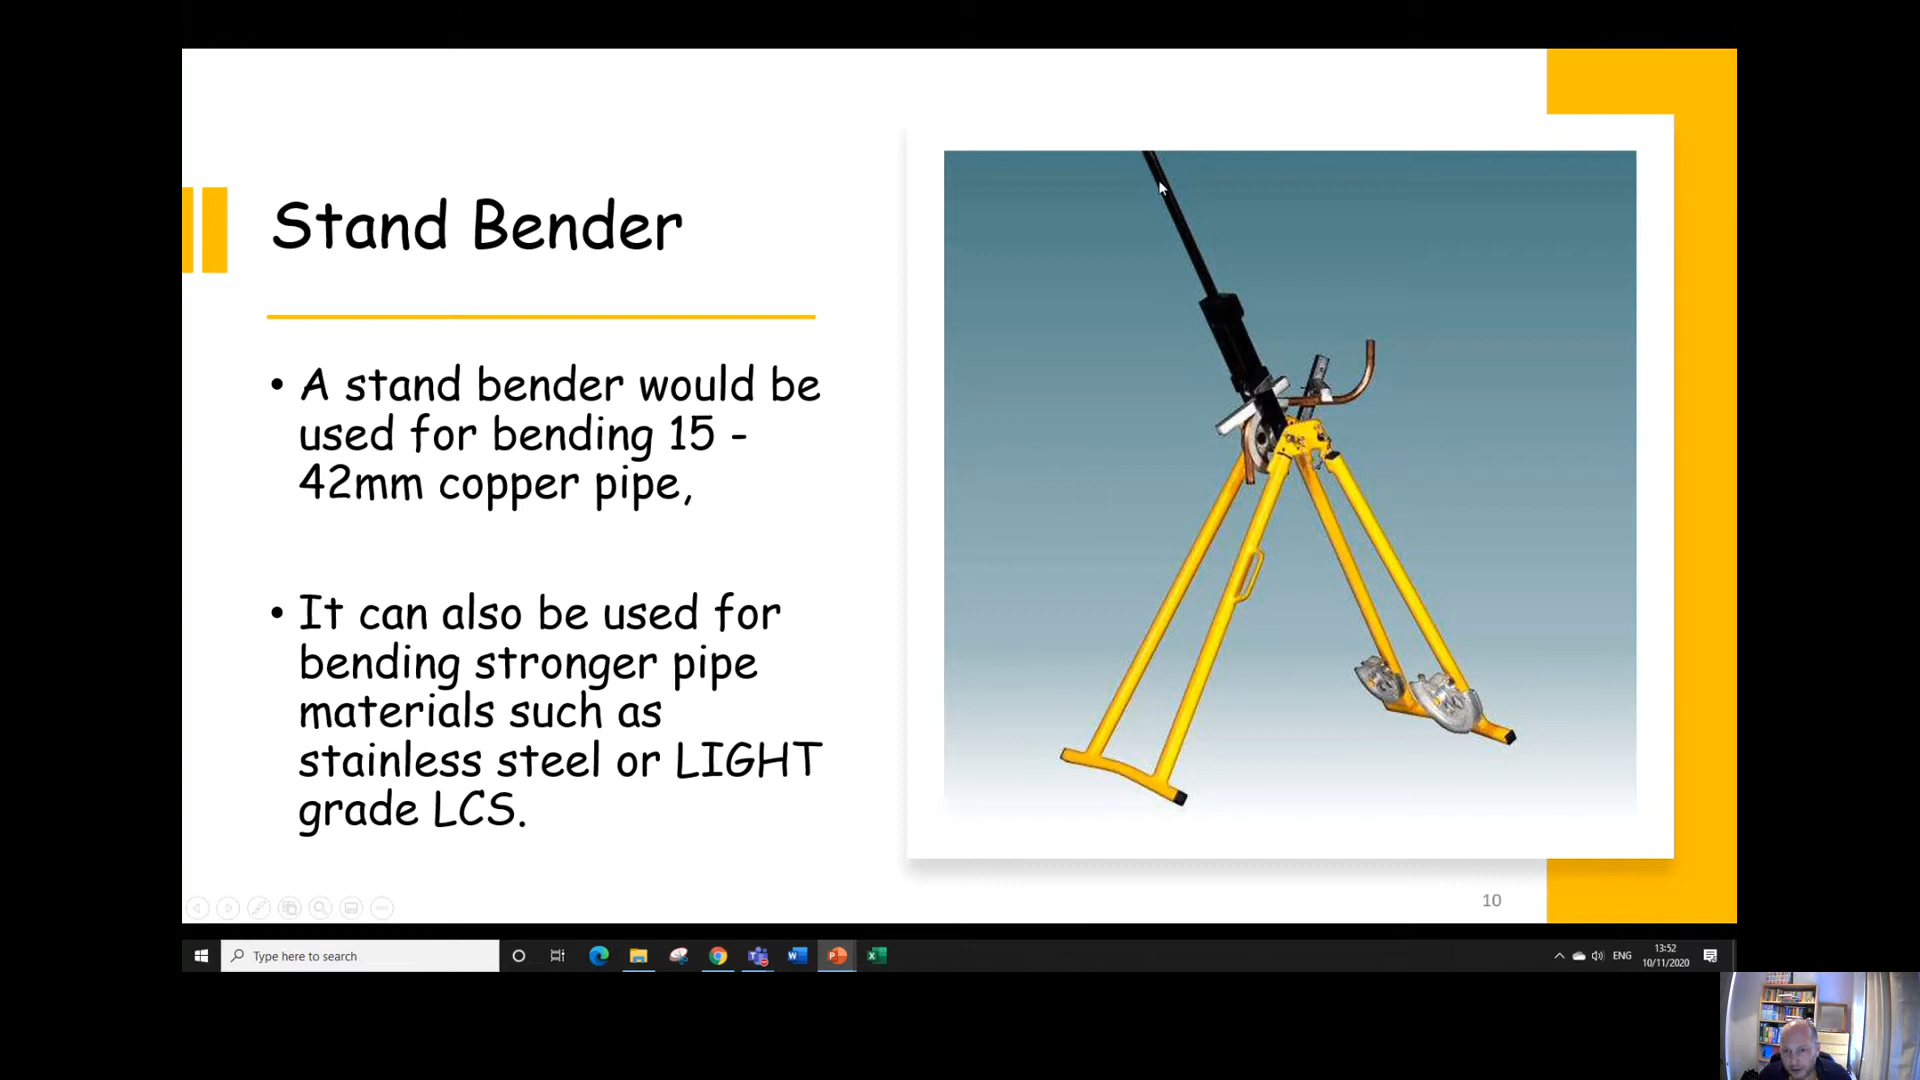 Stand Bender
• A stand bender would be
used for bending 15 -
42mm copper pipe,
• It can also be used for
bending stronger pipe
materials such as
stainless steel or LIGHT
grade LCS.
10
Type here to search
ENG
13:52
10/11/2020